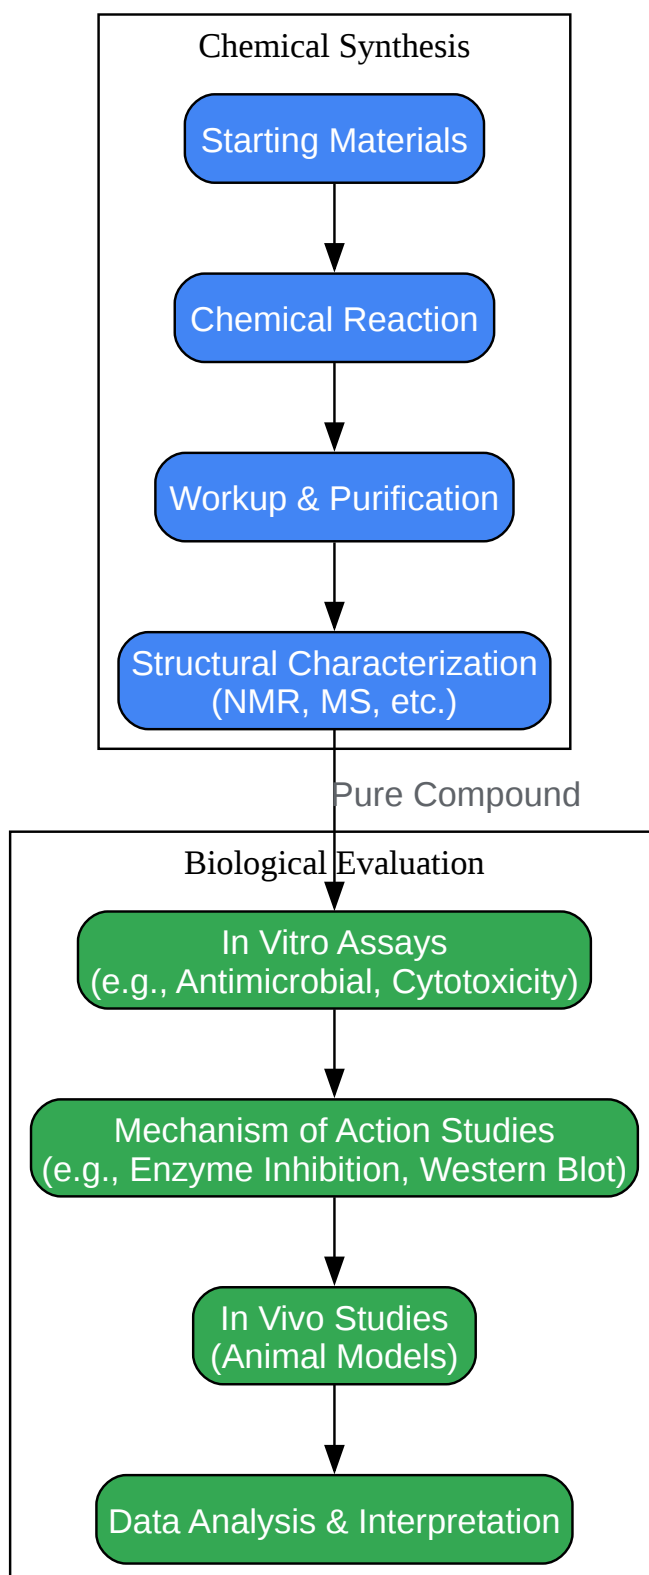 Chemical Synthesis
Starting Materials
Chemical Reaction
Workup & Purification
Structural Characterization
(NMR, MS, etc.)
Pure Compound
Biological Evaluation
In Vitro Assays
(e.g., Antimicrobial, Cytotoxicity)
Mechanism of Action Studies
(e.g., Enzyme Inhibition, Western Blot)
In Vivo Studies
(Animal Models)
Data Analysis & Interpretation